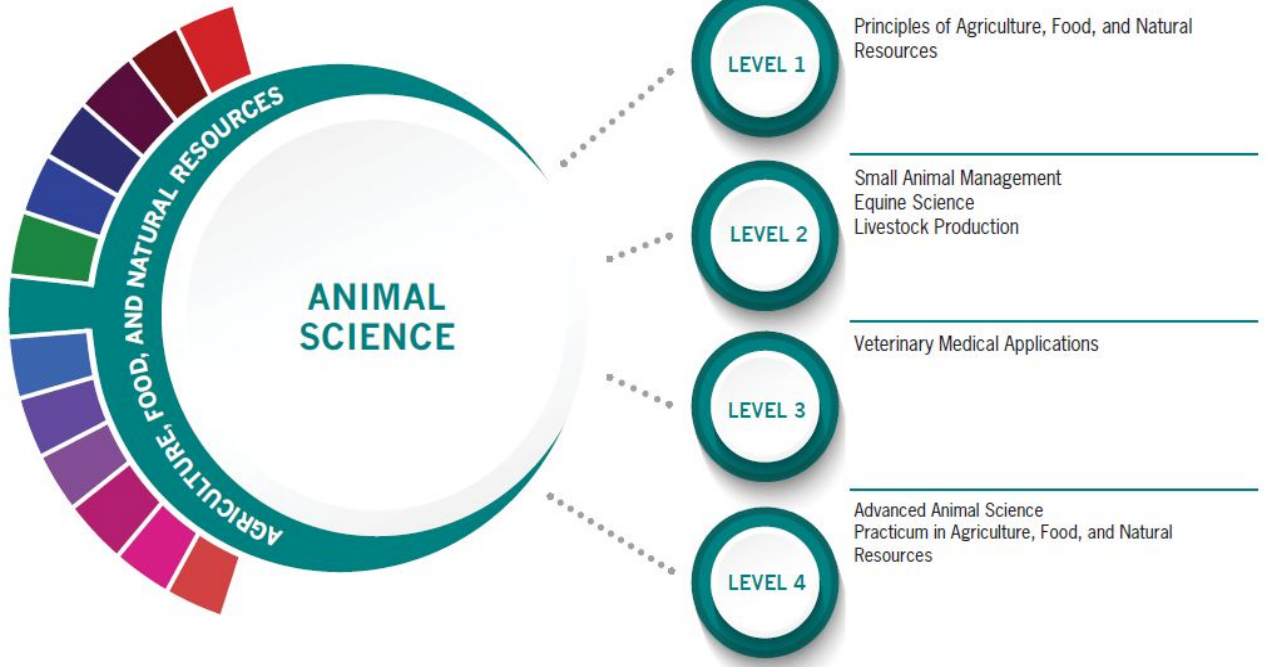 AGRICULTURE, FOOD, AND NATURAL RESOURCES
ANIMAL
SCIENCE
LEVEL 1
Principles of Agriculture, Food, and Natural
Resources
LEVEL 2
Small Animal Management
Equine Science
Livestock Production
LEVEL 3
Veterinary Medical Applications
LEVEL 4
Advanced Animal Science
Practicum in Agriculture, Food, and Natural
Resources